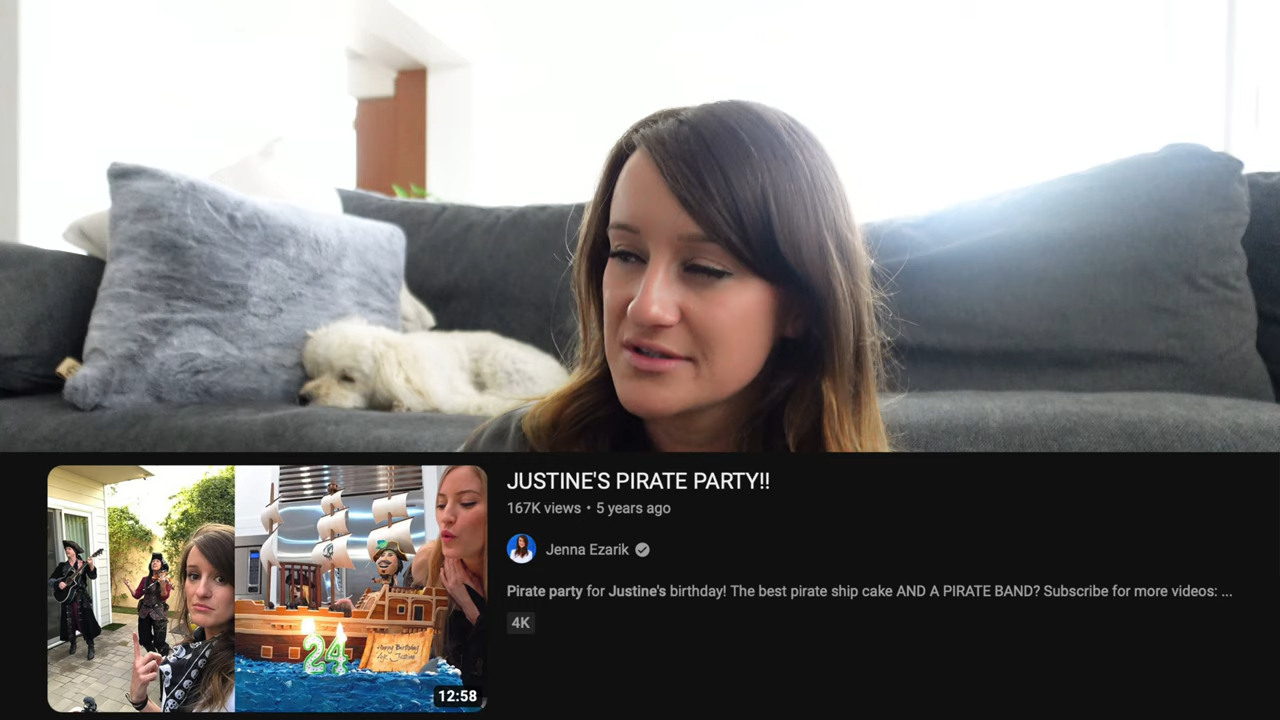 JUSTINE'S PIRATE PARTY!!
167K views • 5 years ago
Jenna Ezarik
Pirate party for Justine's birthday! The best pirate ship cake AND A PIRATE BAND? Subscribe for more videos: ...
4K
24
Happy Birthday
Justine
12:58